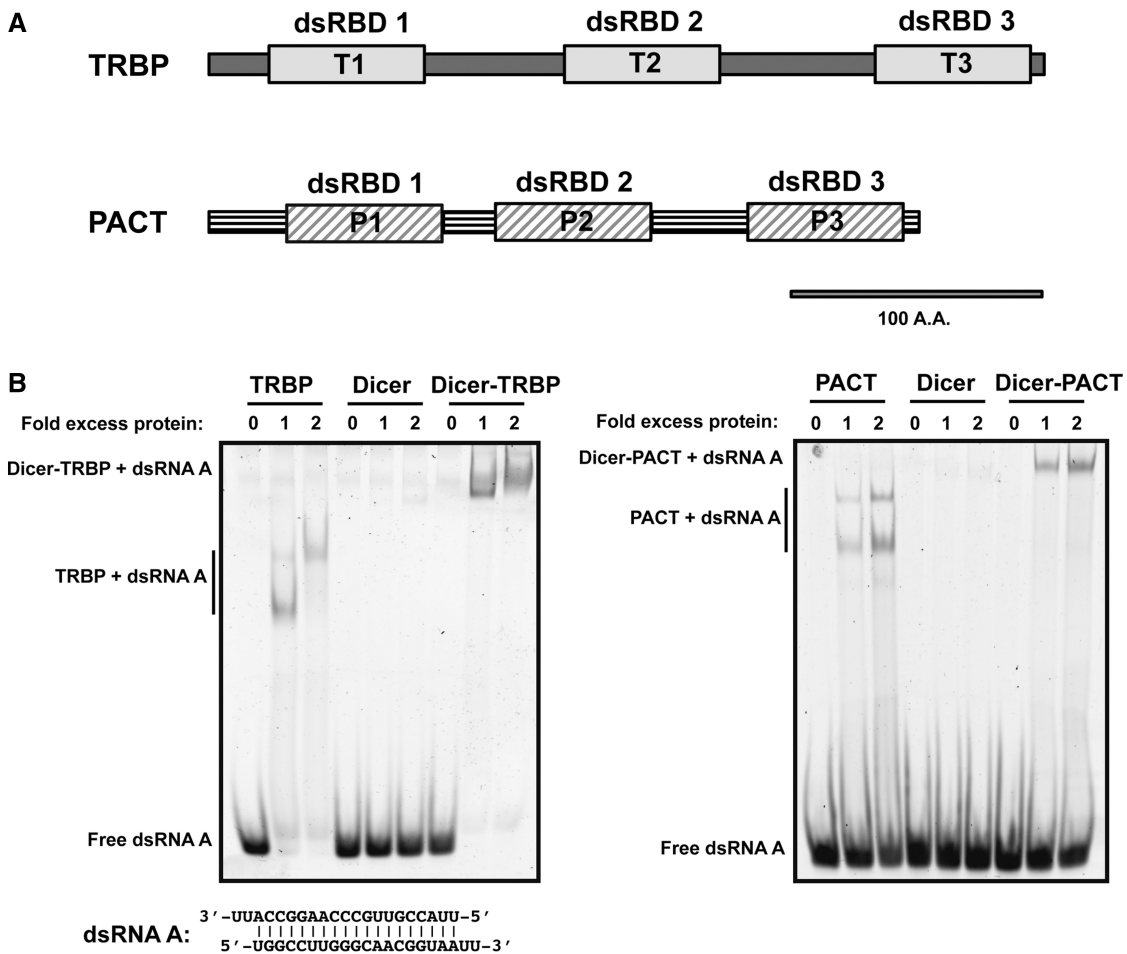 A
dsRBD 1 dsRBD 2 dsRBD 3
TRBP T1 T2 T3
dsRBD 1 dsRBD 2 dsRBD 3
PACT P1 P2 P3
100 A.A.
B
TRBP Dicer Dicer-TRBP
Fold excess protein: 0 1 2 0 1 2 0 1 2
Dicer-TRBP + dsRNA A
TRBP + dsRNA A
Free dsRNA A
PACT Dicer Dicer-PACT
Fold excess protein: 0 1 2 0 1 2 0 1 2
Dicer-PACT + dsRNA A
PACT + dsRNA A
Free dsRNA A
3′-UUACCGGAACCCGUUGCCAUU-5′
dsRNA A:
5′-UGGCCUUGGGCAACGGUAAUU-3′